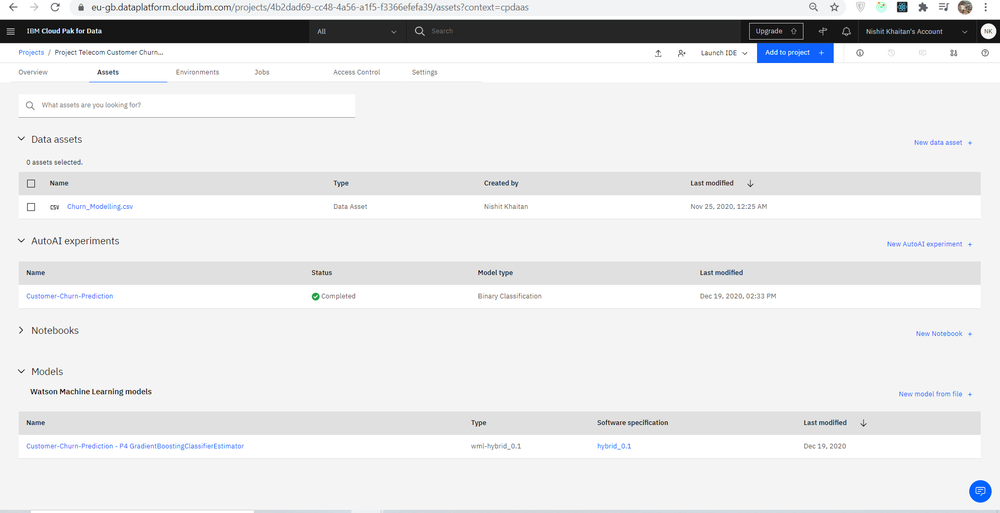 eu-gb.dataplatform.cloud.ibm.com/projects/4b2dad69-cc48-4a56-a1f5-f3366efefa39/assets?context=cpdaas
IBM Cloud Pak for Data
All
Search
Upgrade
Nishit Khaitan's Account
NK
Projects / Project Telecom Customer Churn...
Launch IDE
Add to project +
Overview
Assets
Environments
Jobs
Access Control
Settings
What assets are you looking for?
Data assets
New data asset +
0 assets selected.
Name Type Created by Last modified
CSV Churn_Modelling.csv Data Asset Nishit Khaitan Nov 25, 2020, 12:25 AM
AutoAI experiments
New AutoAI experiment +
Name Status Model type Last modified
Customer-Churn-Prediction Completed Binary Classification Dec 19, 2020, 02:33 PM
Notebooks
New Notebook +
Models
Watson Machine Learning models
New model from file +
Name Type Software specification Last modified
Customer-Churn-Prediction - P4 GradientBoostingClassifierEstimator wml-hybrid_0.1 hybrid_0.1 Dec 19, 2020